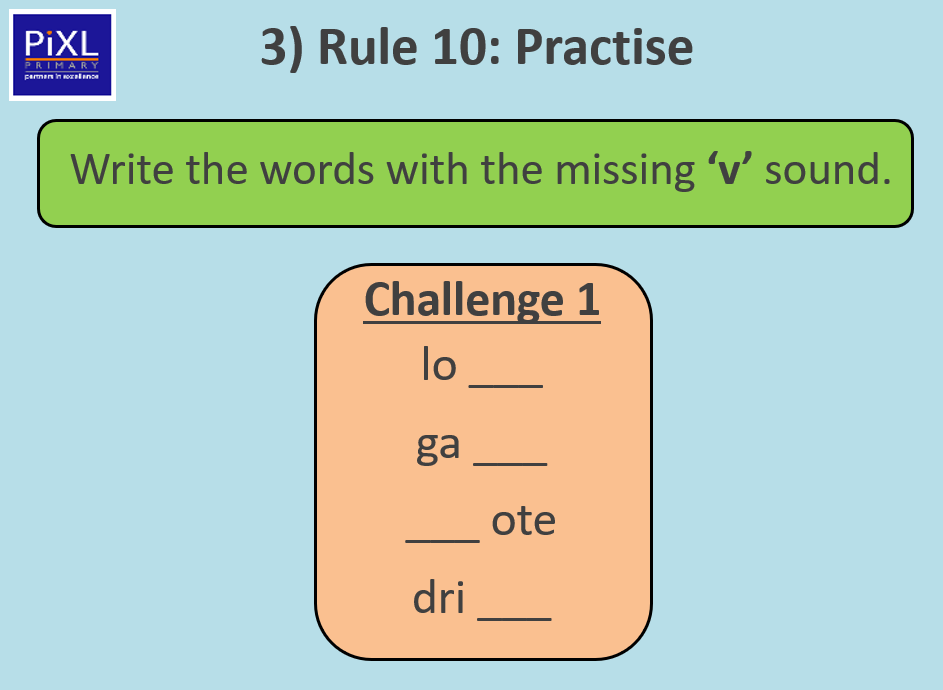 PiXL
PRIMARY
partners in excellence
3) Rule 10: Practise
Write the words with the missing ‘v’ sound.
Challenge 1
lo ___
ga ___
___ ote
dri ___